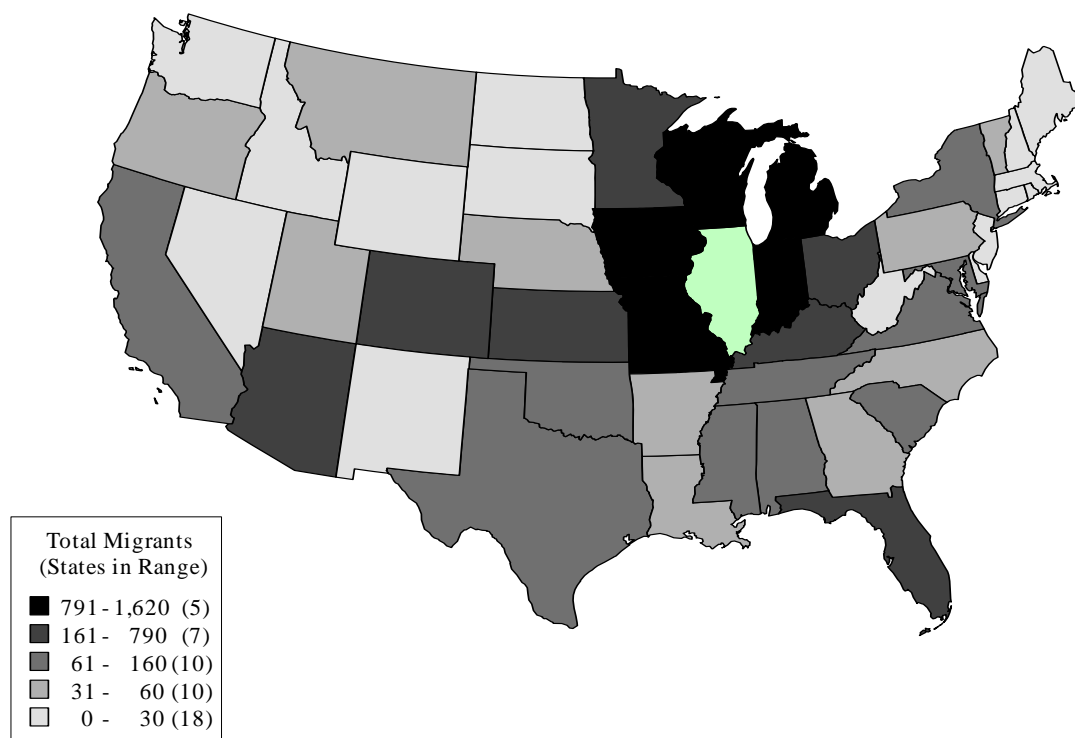 Total Migrants
(States in Range)
791 - 1,620 (5)
161 - 790 (7)
61 - 160 (10)
31 - 60 (10)
0 - 30 (18)